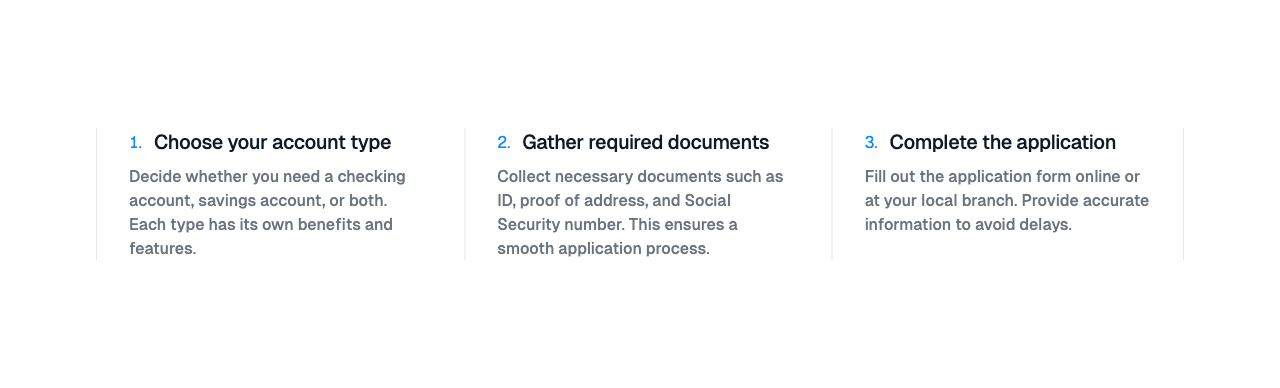 1. Choose your account type
Decide whether you need a checking
account, savings account, or both.
Each type has its own benefits and
features.
2. Gather required documents
Collect necessary documents such as
ID, proof of address, and Social
Security number. This ensures a
smooth application process.
3. Complete the application
Fill out the application form online or
at your local branch. Provide accurate
information to avoid delays.